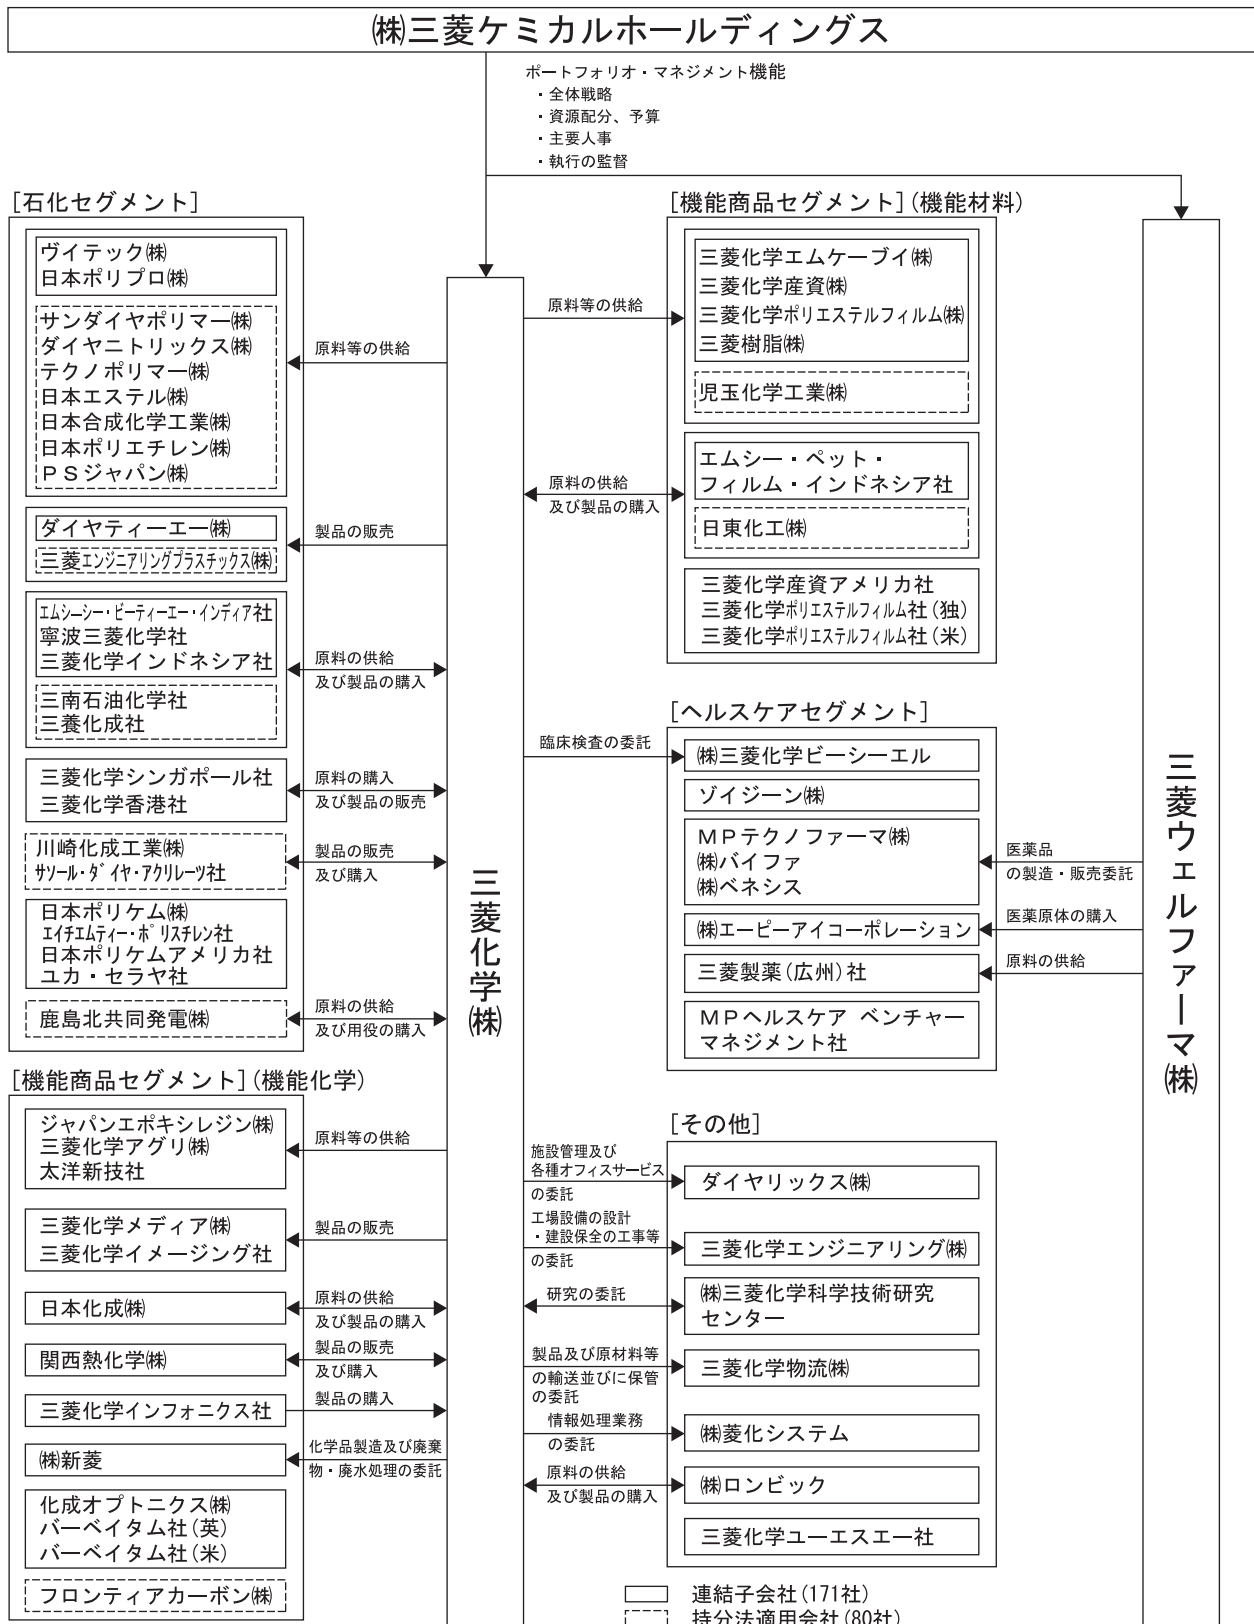 ㈱三菱ケミカルホールディングス
ポートフォリオ・マネジメント機能
・全体戦略
・資源配分、予算
・主要人事
・執行の監督
[石化セグメント]
ヴイテック㈱
日本ポリプロ㈱
サンダイヤポリマー㈱
ダイヤニトリックス㈱
テクノポリマー㈱
日本エステル㈱
日本合成化学工業㈱
日本ポリエチレン㈱
PSジャパン㈱
原料等の供給
ダイヤティーエー㈱
三菱エンジニアリングプラスチックス㈱
製品の販売
エムシーシー・ピーティーエー・インディア社
寧波三菱化学社
三菱化学インドネシア社
三南石油化学社
三養化成社
原料の供給
及び製品の購入
三菱化学シンガポール社
三菱化学香港社
原料の購入
及び製品の販売
川崎化成工業㈱
サソール・ダイヤ・アクリレーツ社
製品の販売
及び購入
日本ポリケム㈱
エイチエムティー・ポリスチレン社
日本ポリケムアメリカ社
ユカ・セラヤ社
鹿島北共同発電㈱
原料の供給
及び用役の購入
[機能商品セグメント](機能化学)
ジャパンエポキシレジン㈱
三菱化学アグリ㈱
太洋新技社
原料等の供給
三菱化学メディア㈱
三菱化学イメージング社
製品の販売
日本化成㈱
原料の供給
及び製品の購入
関西熱化学㈱
製品の販売
及び購入
三菱化学インフォニクス社
製品の購入
㈱新菱
化学品製造及び廃棄
物・廃水処理の委託
化成オプトニクス㈱
バーベイタム社(英)
バーベイタム社(米)
フロンティアカーボン㈱
三菱化学㈱
[機能商品セグメント](機能材料)
原料等の供給
三菱化学エムケーブイ㈱
三菱化学産資㈱
三菱化学ポリエステルフィルム㈱
三菱樹脂㈱
児玉化学工業㈱
原料の供給
及び製品の購入
エムシー・ペット・
フィルム・インドネシア社
日東化工㈱
三菱化学産資アメリカ社
三菱化学ポリエステルフィルム社(独)
三菱化学ポリエステルフィルム社(米)
[ヘルスケアセグメント]
臨床検査の委託
㈱三菱化学ビーシーエル
ゾイジーン㈱
MPテクノファーマ㈱
㈱バイファ
㈱ベネシス
医薬品
の製造・販売委託
㈱エーピーアイコーポレーション
医薬原体の購入
三菱製薬(広州)社
原料の供給
MPヘルスケア ベンチャー
マネジメント社
[その他]
施設管理及び
各種オフィスサービス
の委託
ダイヤリックス㈱
工場設備の設計
・建設保全の工事等
の委託
三菱化学エンジニアリング㈱
研究の委託
㈱三菱化学科学技術研究
センター
製品及び原材料等
の輸送並びに保管
の委託
三菱化学物流㈱
情報処理業務
の委託
㈱菱化システム
原料の供給
及び製品の購入
㈱ロンビック
三菱化学ユーエスエー社
三菱ウェルファーマ㈱
連結子会社(171社)
持分法適用会社(80社)